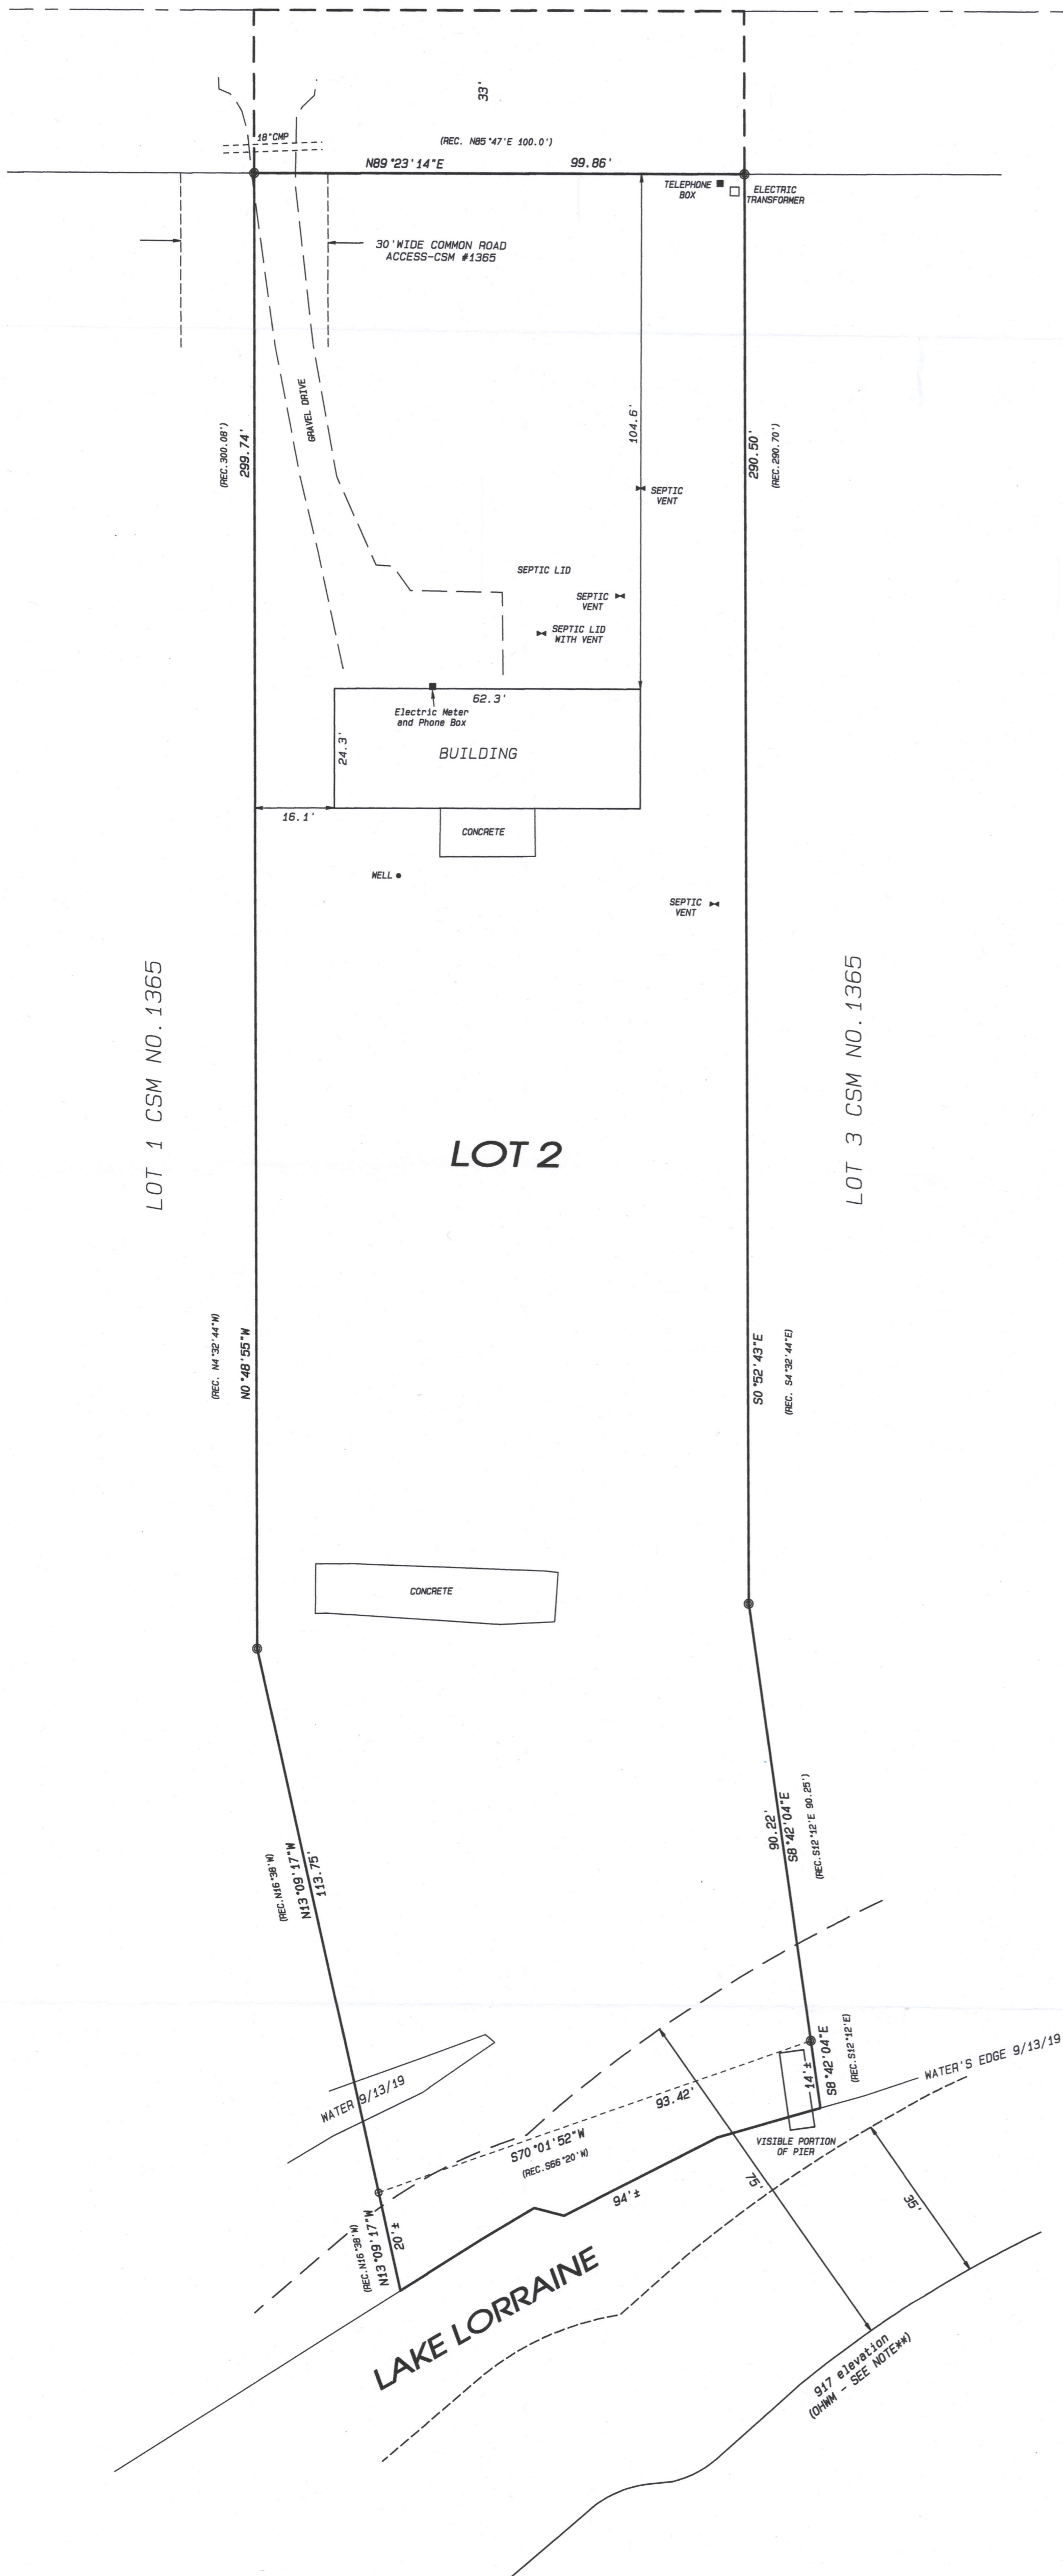 33'
18"CMP
(REC. N85°47'E 100.0')
N89°23'14"E 99.86'
TELEPHONE
BOX
ELECTRIC
TRANSFORMER
30'WIDE COMMON ROAD
ACCESS-CSM #1365
GRAVEL DRIVE
(REC.300.08')
299.74'
104.6'
290.50'
(REC.290.70')
SEPTIC
VENT
SEPTIC LID
SEPTIC
VENT
SEPTIC LID
WITH VENT
62.3'
Electric Meter
and Phone Box
24.3'
BUILDING
16.1'
CONCRETE
WELL
SEPTIC
VENT
LOT 1 CSM NO. 1365
LOT 3 CSM NO. 1365
LOT 2
(REC. N4°32'44"W)
N0°48'55"W
S0°52'43"E
(REC. S4°32'44"E)
CONCRETE
(REC.N16°38'W)
N13°09'17"W
113.75'
90.22'
S8°42'04"E
(REC.S12°12'E 90.25')
WATER 9/13/19
14'±
S8°42'04"E
(REC.S12°12'E)
WATER'S EDGE 9/13/19
93.42'
S70°01'52"W
(REC.S66°20'W)
VISIBLE PORTION
OF PIER
75'
35'
94'±
(REC.N16°38'W)
N13°09'17"W
20'±
LAKE LORRAINE
917 elevation
(OHWM - SEE NOTE**)